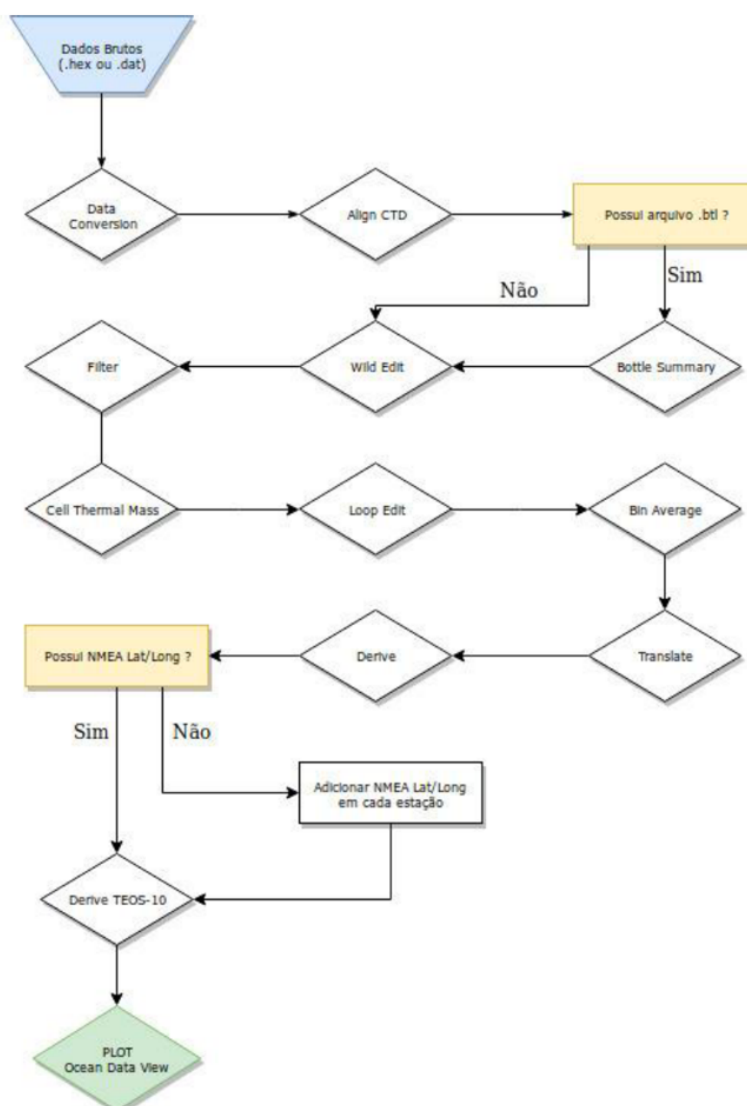 Dados Brutos
(.hex ou .dat)
Data
Conversion
Align CTD
Possui arquivo .btl ?
Não
Sim
Filter
Wild Edit
Bottle Summary
Cell Thermal Mass
Loop Edit
Bin Average
Possui NMEA Lat/Long ?
Derive
Translate
Sim
Não
Adicionar NMEA Lat/Long
em cada estação
Derive TEOS-10
PLOT
Ocean Data View